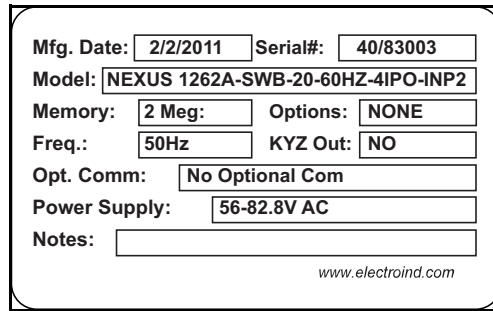 Mfg. Date: 2/2/2011 Serial#: 40/83003
Model: NEXUS 1262A-SWB-20-60HZ-4IPO-INP2
Memory: 2 Meg: Options: NONE
Freq.: 50Hz KYZ Out: NO
Opt. Comm: No Optional Com
Power Supply: 56-82.8V AC
Notes:
www.electroind.com